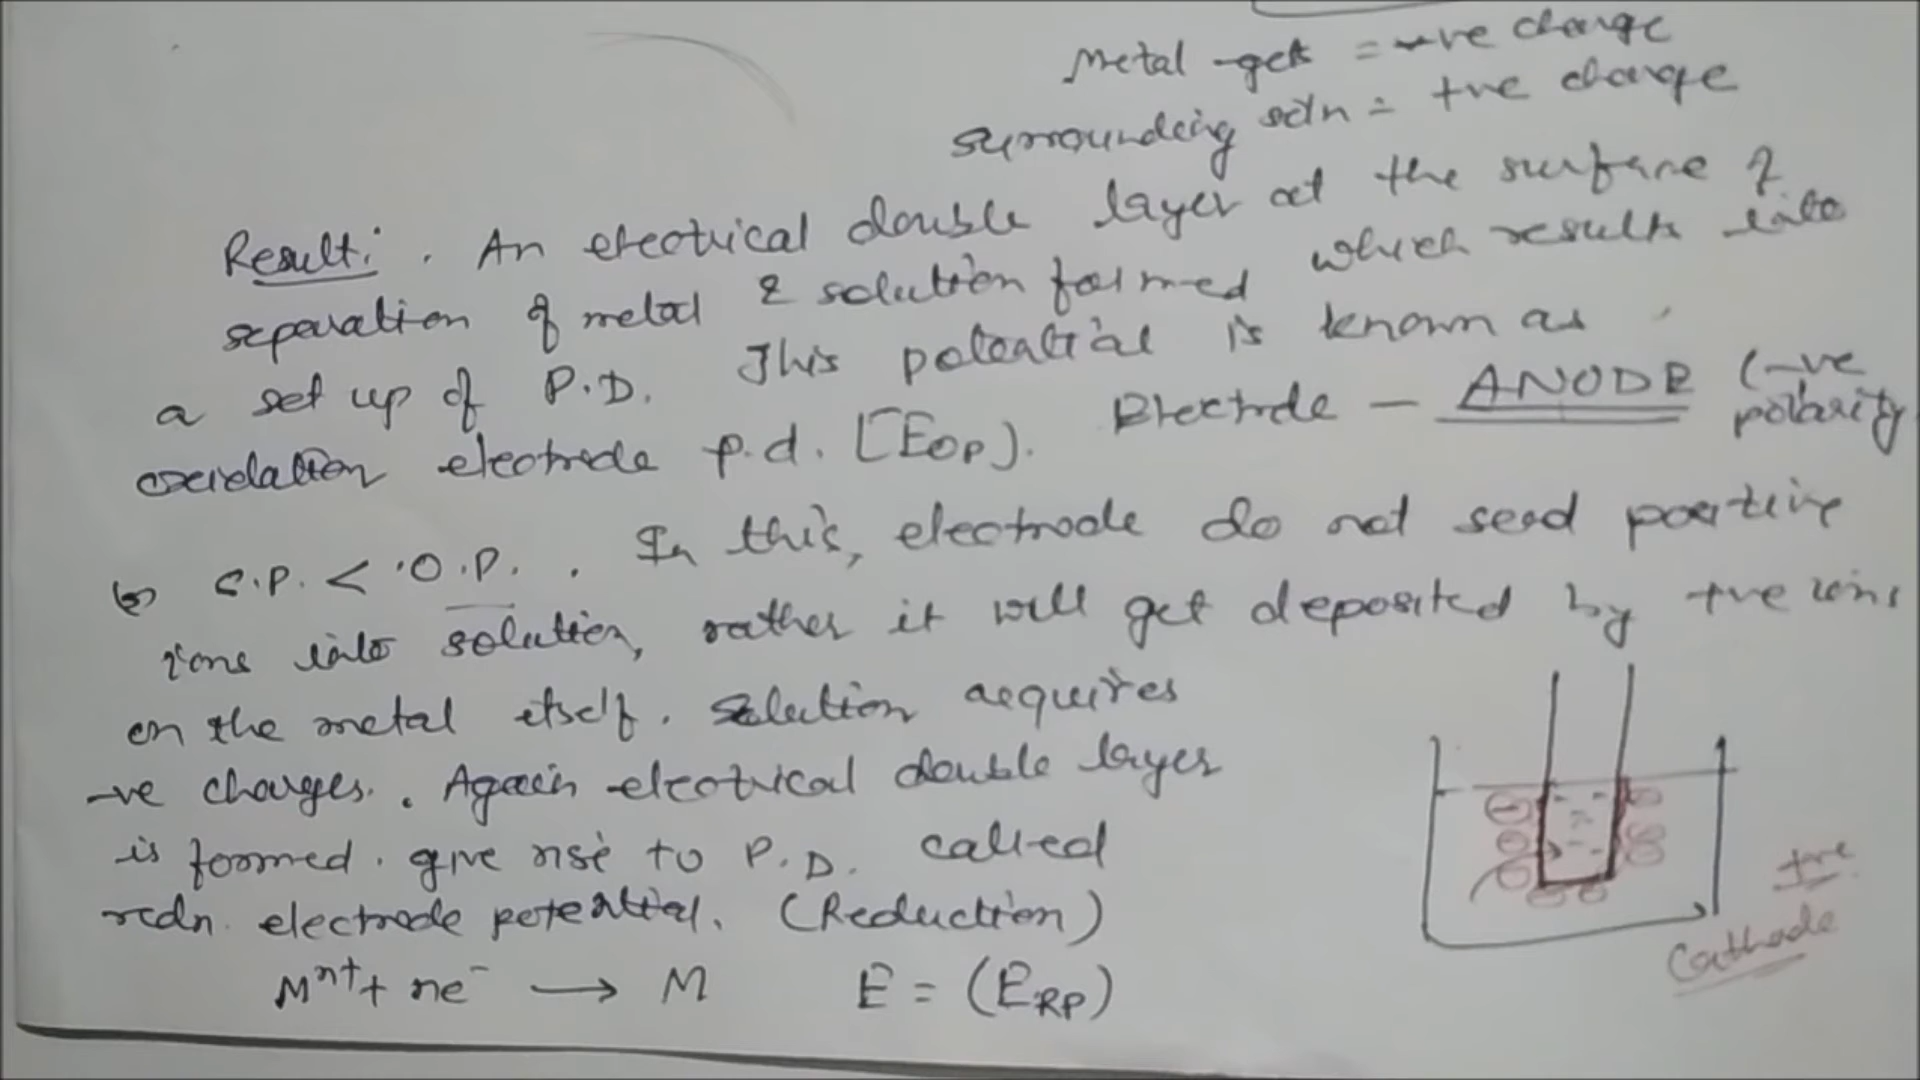 Metal gets = -ve charge
surrounding soln = +ve charge
Result: . An electrical double layer at the surface of
separation of metal & solution formed which results into
a set up of P.D. This potential is known as
oxidation electrode p.d. [EOP). Electrode - ANODE (-ve polarity
(b) S.P. < O.P. . In this, electrode do not send positive
ions into solution, rather it will get deposited by +ve ions
on the metal itself. Solution acquires
-ve charges. . Again electrical double layer
is formed. give rise to P.D. called
redn. electrode potential. (Reduction)
Mⁿ⁺ + ne⁻ → M E = (ERP)
+ve
Cathode